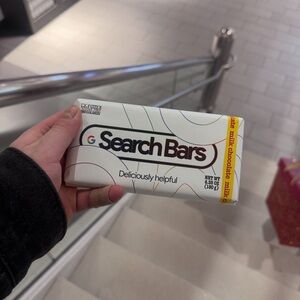 G Search Bars
Deliciously helpful
NET WT
milk chocolate